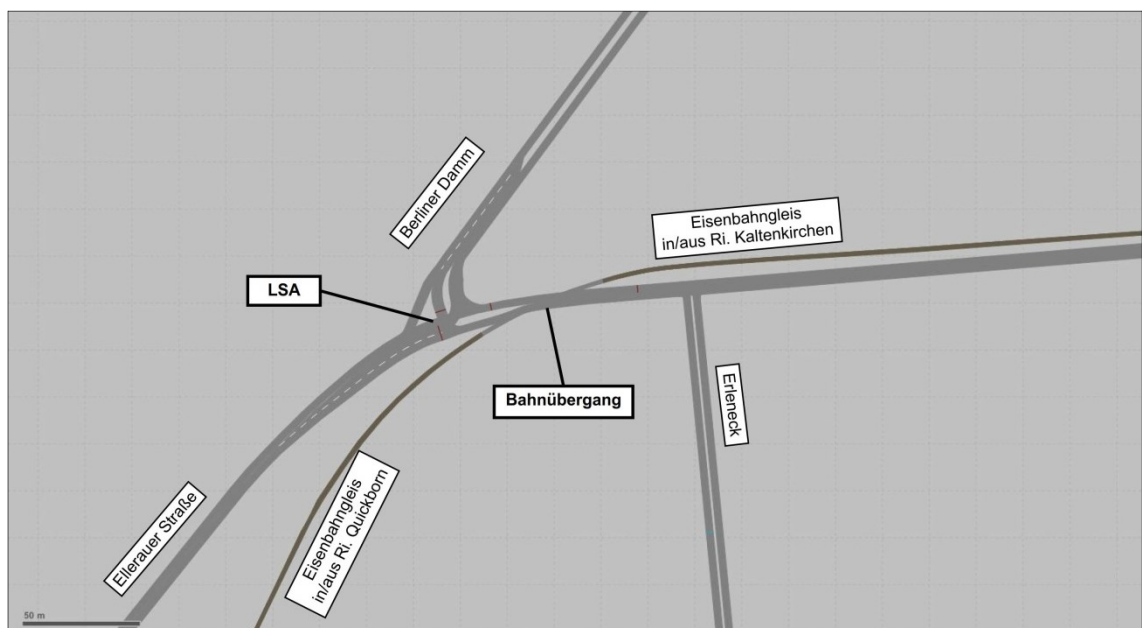 Berliner Damm
Eisenbahngleis
in/aus Ri. Kaltenkirchen
LSA
Bahnübergang
Erleneck
Ellerauer Straße
Eisenbahngleis
in/aus Ri. Quickborn
50 m